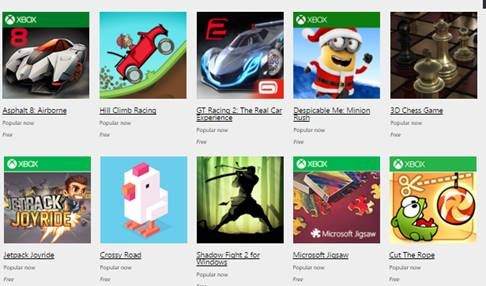 XBOX
8
2
XBOX
Asphalt 8: Airborne
Popular now
Free
Hill Climb Racing
Popular now
Free
GT Racing 2: The Real Car
Experience
Popular now
Free
Despicable Me: Minion
Rush
Popular now
Free
3D Chess Game
Popular now
Free
XBOX
JETPACK
JOYRIDE
XBOX
Microsoft Jigsaw
XBOX
Jetpack Joyride
Popular now
Free
Crossy Road
Popular now
Free
Shadow Fight 2 for
Windows
Popular now
Free
Microsoft Jigsaw
Popular now
Free
Cut The Rope
Popular now
Free